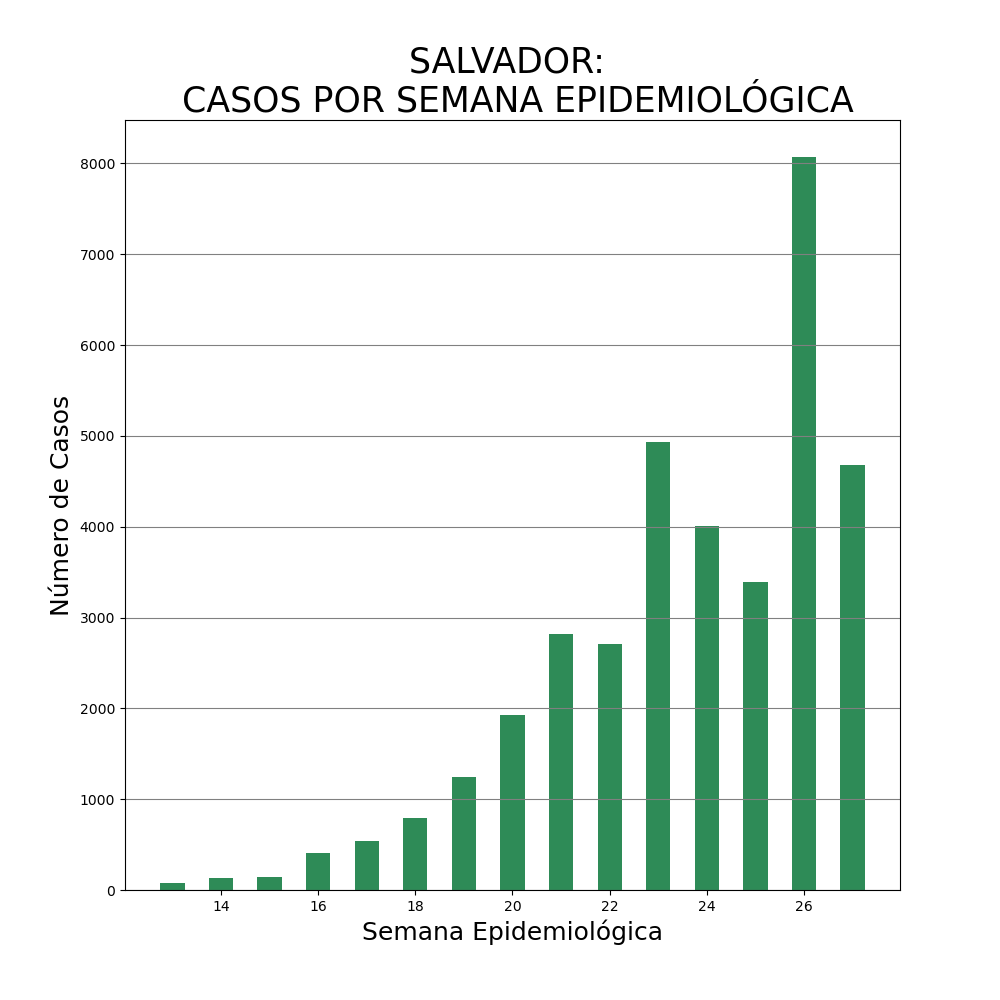 SALVADOR:
CASOS POR SEMANA EPIDEMIOLÓGICA
8000
7000
6000
5000
4000
3000
2000
1000
0
Número de Casos
14 16 18 20 22 24 26
Semana Epidemiológica